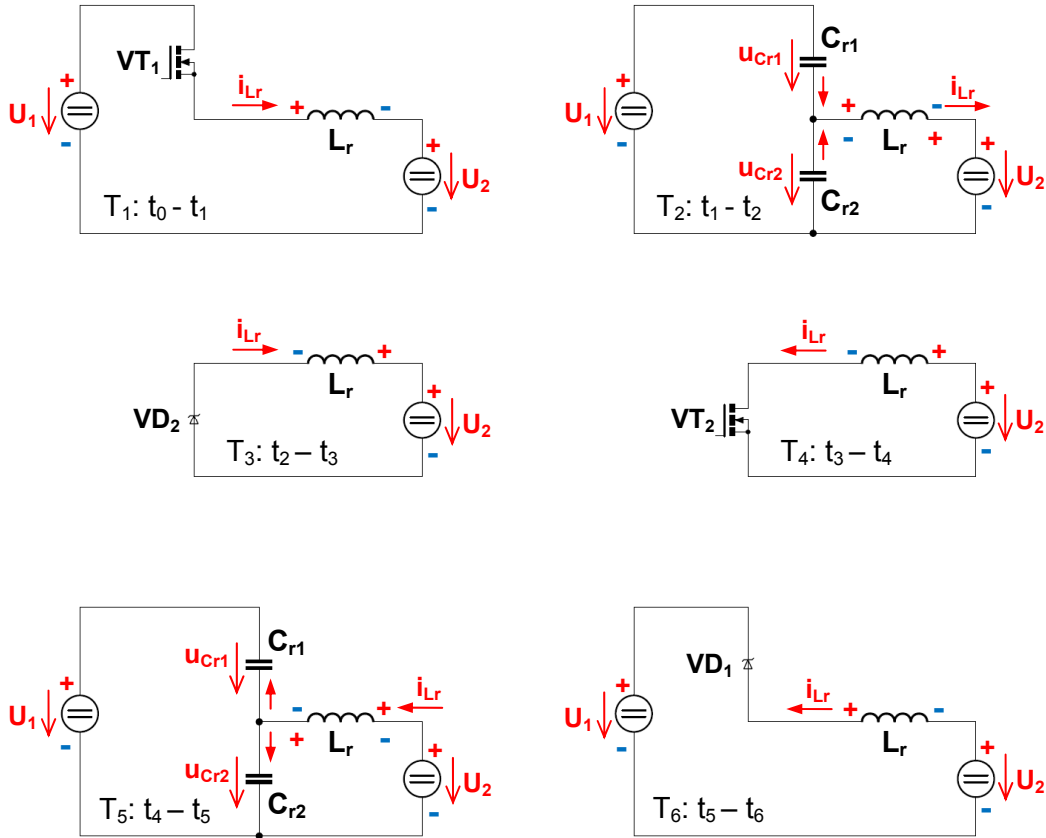 VT1
U1
+
-
iLr
+ -
Lr
+
-
U2
T1: t0 - t1
U1
+
-
uCr1
Cr1
uCr2
Cr2
+ - iLr
- +
Lr
+
-
U2
T2: t1 - t2
iLr
- +
Lr
VD2
+
-
U2
T3: t2 – t3
iLr
- +
Lr
VT2
+
-
U2
T4: t3 – t4
U1
+
-
uCr1
Cr1
uCr2
Cr2
iLr
- +
+ -
Lr
+
-
U2
T5: t4 – t5
U1
+
-
VD1
iLr
+ -
Lr
+
-
U2
T6: t5 – t6